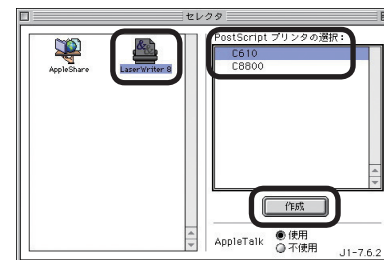 セレクタ
AppleShare
LaserWriter 8
PostScript プリンタの選択：
C610
C8800
作成
AppleTalk
使用
不使用
J1-7.6.2